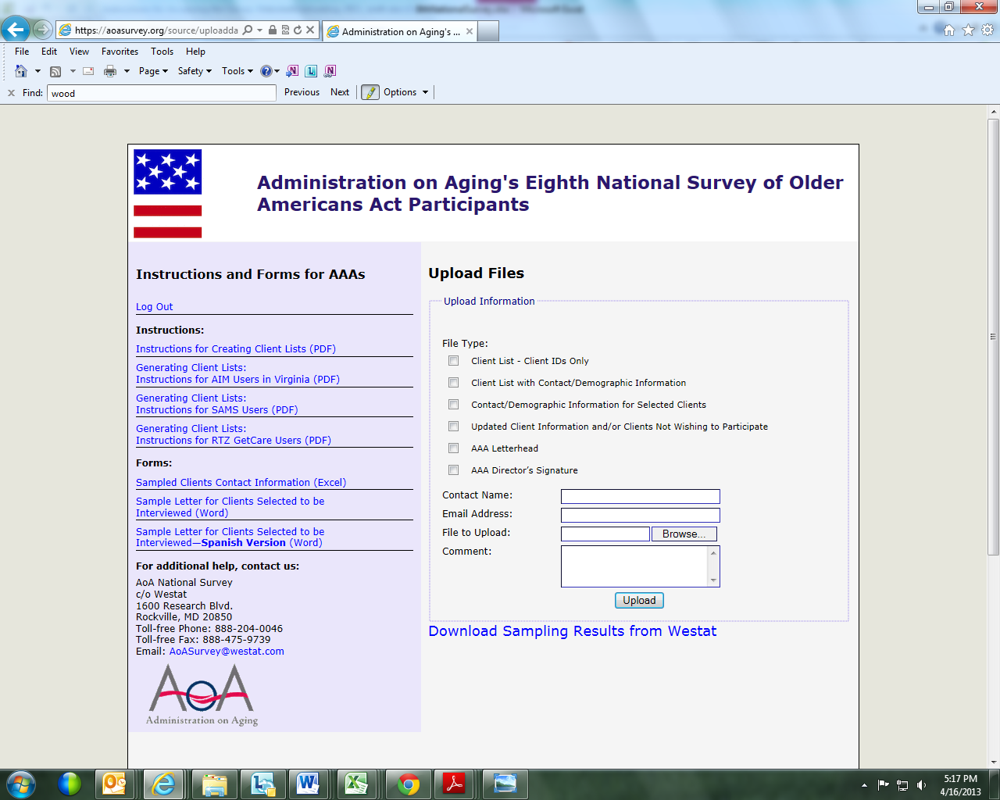 https://aoasurvey.org/source/uploadda
Administration on Aging's ...
File Edit View Favorites Tools Help
Page Safety Tools
Find: wood Previous Next Options
Administration on Aging's Eighth National Survey of Older
Americans Act Participants
Instructions and Forms for AAAs
Log Out
Instructions:
Instructions for Creating Client Lists (PDF)
Generating Client Lists:
Instructions for AIM Users in Virginia (PDF)
Generating Client Lists:
Instructions for SAMS Users (PDF)
Generating Client Lists:
Instructions for RTZ GetCare Users (PDF)
Forms:
Sampled Clients Contact Information (Excel)
Sample Letter for Clients Selected to be
Interviewed (Word)
Sample Letter for Clients Selected to be
Interviewed—Spanish Version (Word)
For additional help, contact us:
AoA National Survey
c/o Westat
1600 Research Blvd.
Rockville, MD 20850
Toll-free Phone: 888-204-0046
Toll-free Fax: 888-475-9739
Email: AoASurvey@westat.com
AoA
Administration on Aging
Upload Files
Upload Information
File Type:
Client List - Client IDs Only
Client List with Contact/Demographic Information
Contact/Demographic Information for Selected Clients
Updated Client Information and/or Clients Not Wishing to Participate
AAA Letterhead
AAA Director’s Signature
Contact Name:
Email Address:
File to Upload: Browse...
Comment:
Upload
Download Sampling Results from Westat
5:17 PM
4/16/2013